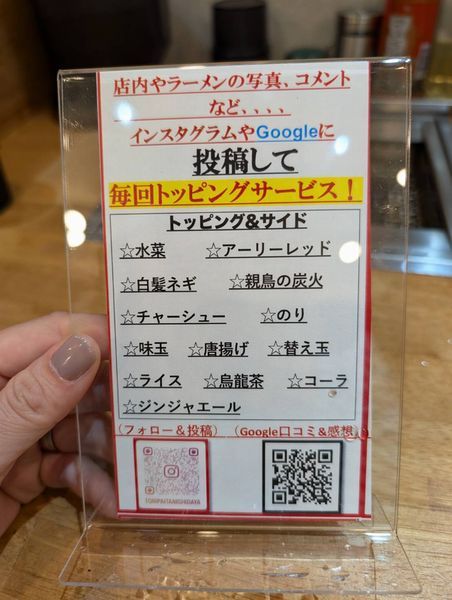 店内やラーメンの写真、コメント
など、、、、
インスタグラムやGoogleに
投稿して
毎回トッピングサービス！
トッピング&サイド
☆水菜 ☆アーリーレッド
☆白髪ネギ ☆親鳥の炭火
☆チャーシュー ☆のり
☆味玉 ☆唐揚げ ☆替え玉
☆ライス ☆烏龍茶 ☆コーラ
☆ジンジャエール
(フォロー＆投稿) (Google口コミ&感想)